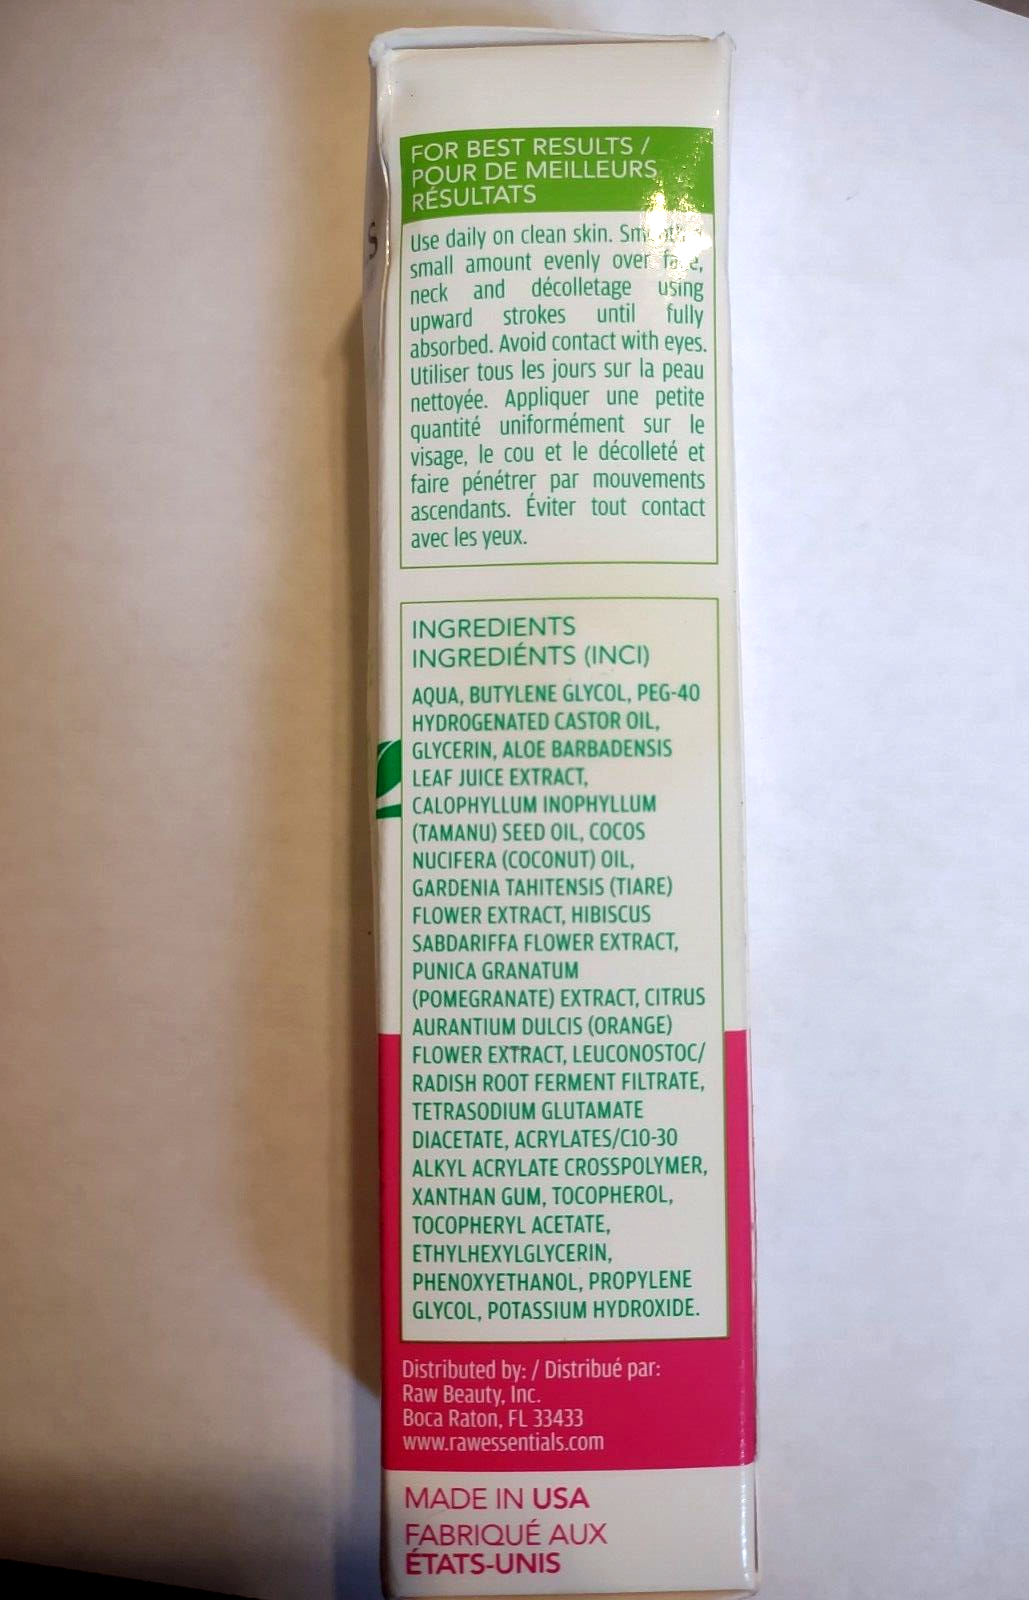 S
FOR BEST RESULTS /
POUR DE MEILLEURS
RÉSULTATS
Use daily on clean skin.
small amount evenly over face,
neck and décolletage using
upward strokes until fully
absorbed. Avoid contact with eyes.
Utiliser tous les jours sur la peau
nettoyée. Appliquer une petite
quantité uniformément sur le
visage, le cou et le décolleté et
faire pénétrer par mouvements
ascendants. Éviter tout contact
avec les yeux.
INGREDIENTS
INGREDIÉNTS (INCI)
AQUA, BUTYLENE GLYCOL, PEG-40
HYDROGENATED CASTOR OIL,
GLYCERIN, ALOE BARBADENSIS
LEAF JUICE EXTRACT,
CALOPHYLLUM INOPHYLLUM
(TAMANU) SEED OIL, COCOS
NUCIFERA (COCONUT) OIL,
GARDENIA TAHITENSIS (TIARE)
FLOWER EXTRACT, HIBISCUS
SABDARIFFA FLOWER EXTRACT,
PUNICA GRANATUM
(POMEGRANATE) EXTRACT, CITRUS
AURANTIUM DULCIS (ORANGE)
FLOWER EXTRACT, LEUCONOSTOC/
RADISH ROOT FERMENT FILTRATE,
TETRASODIUM GLUTAMATE
DIACETATE, ACRYLATES/C10-30
ALKYL ACRYLATE CROSSPOLYMER,
XANTHAN GUM, TOCOPHEROL,
TOCOPHERYL ACETATE,
ETHYLHEXYLGLYCERIN,
PHENOXYETHANOL, PROPYLENE
GLYCOL, POTASSIUM HYDROXIDE.
Distributed by: / Distribué par:
Raw Beauty, Inc.
Boca Raton, FL 33433
www.rawessentials.com
MADE IN USA
FABRIQUÉ AUX
ÉTATS-UNIS